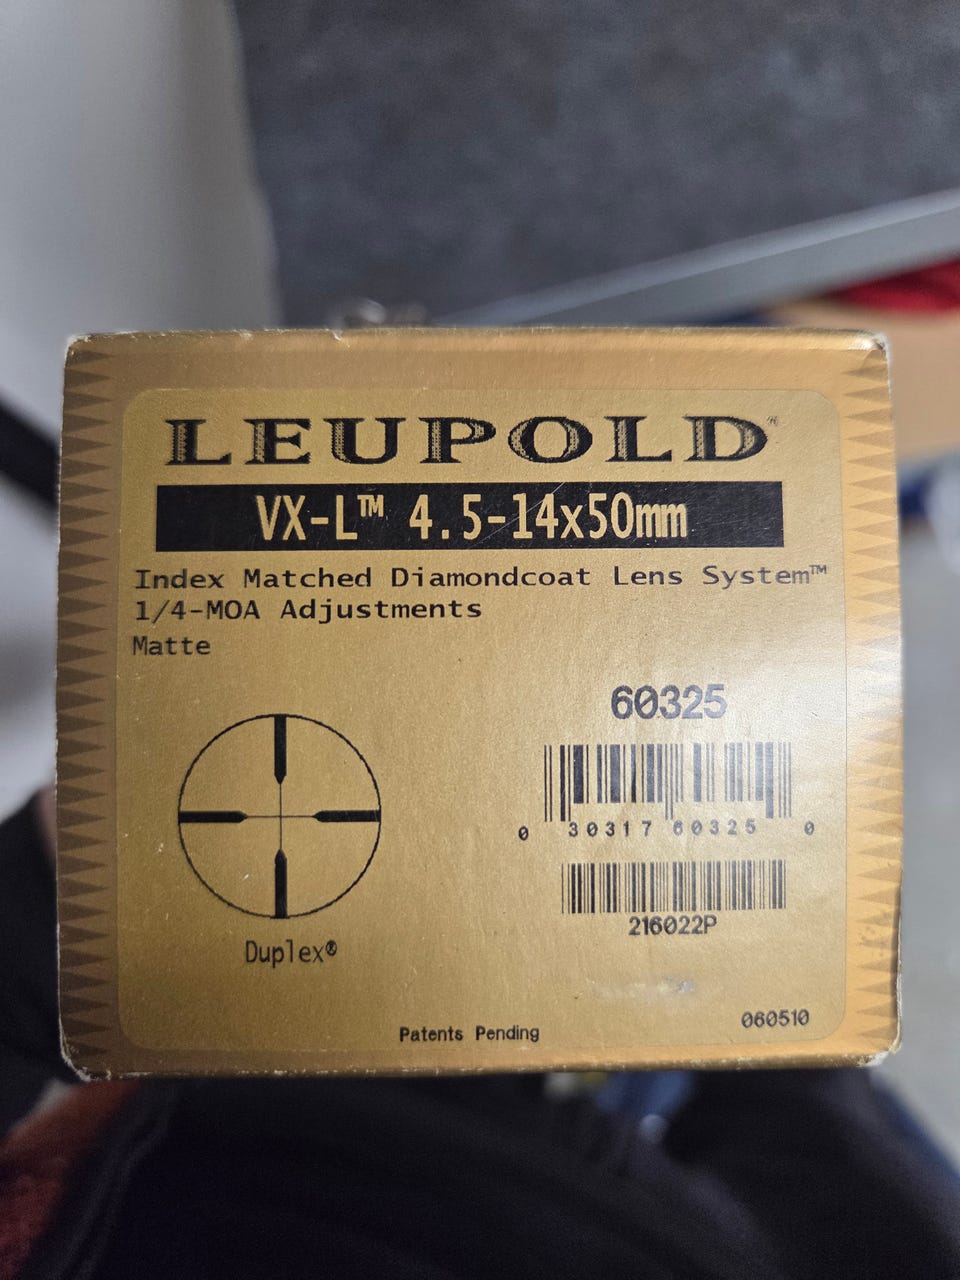 LEUPOLD
VX-L™ 4.5-14x50mm
Index Matched Diamondcoat Lens System™
1/4-MOA Adjustments
Matte
60325
0 30317 60325 0
216022P
Duplex®
Patents Pending
060510